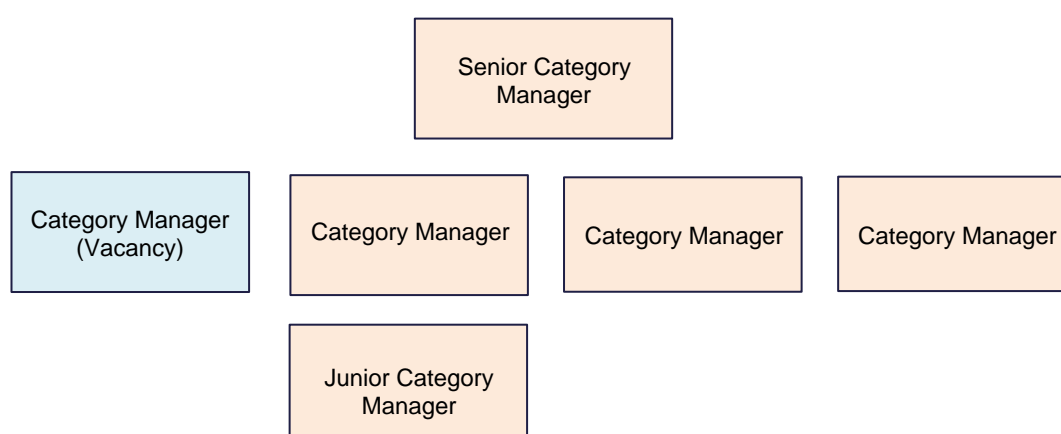 Senior Category
Manager
Category Manager
(Vacancy)
Category Manager
Category Manager
Category Manager
Junior Category
Manager